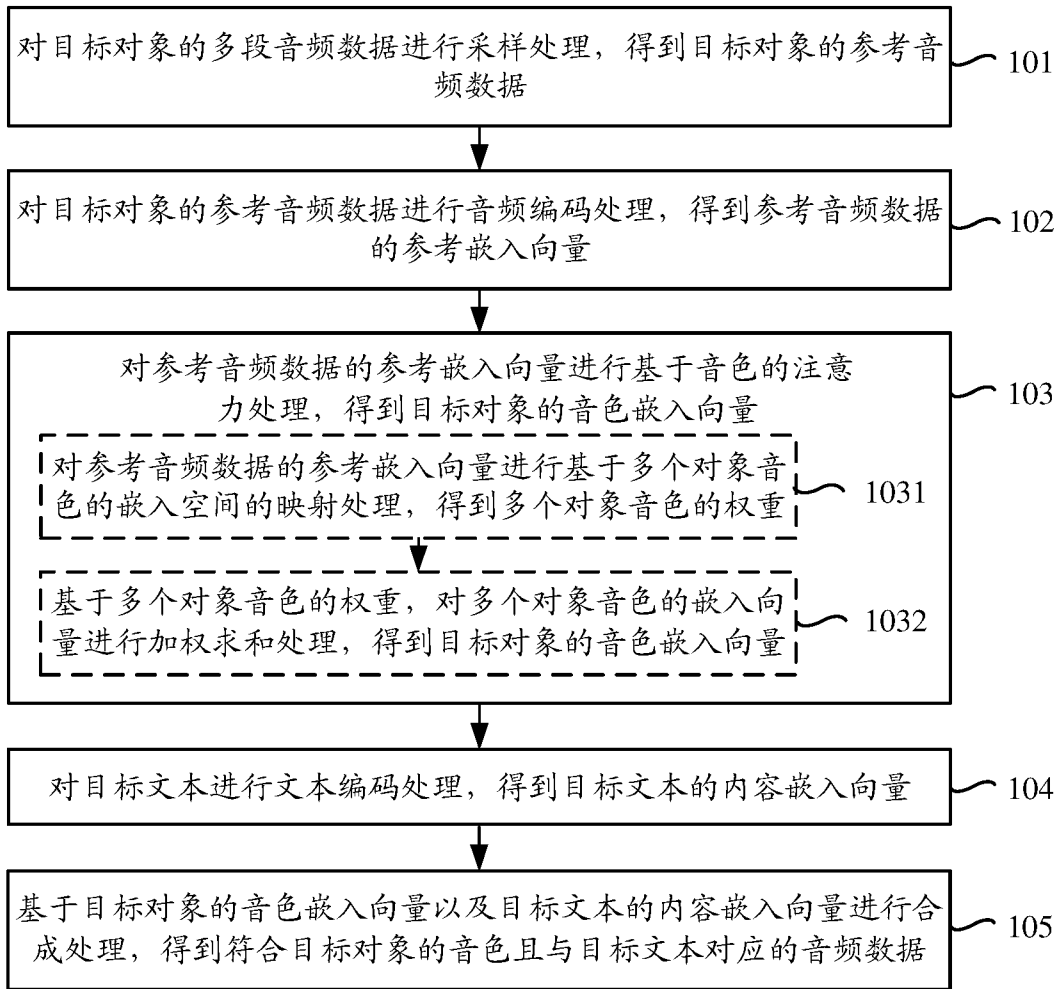 对目标对象的多段音频数据进行采样处理，得到目标对象的参考音
频数据
101
对目标对象的参考音频数据进行音频编码处理，得到参考音频数据
的参考嵌入向量
102
对参考音频数据的参考嵌入向量进行基于音色的注意
力处理，得到目标对象的音色嵌入向量
103
对参考音频数据的参考嵌入向量进行基于多个对象音
色的嵌入空间的映射处理，得到多个对象音色的权重
1031
基于多个对象音色的权重，对多个对象音色的嵌入向
量进行加权求和处理，得到目标对象的音色嵌入向量
1032
对目标文本进行文本编码处理，得到目标文本的内容嵌入向量
104
基于目标对象的音色嵌入向量以及目标文本的内容嵌入向量进行合
成处理，得到符合目标对象的音色且与目标文本对应的音频数据
105